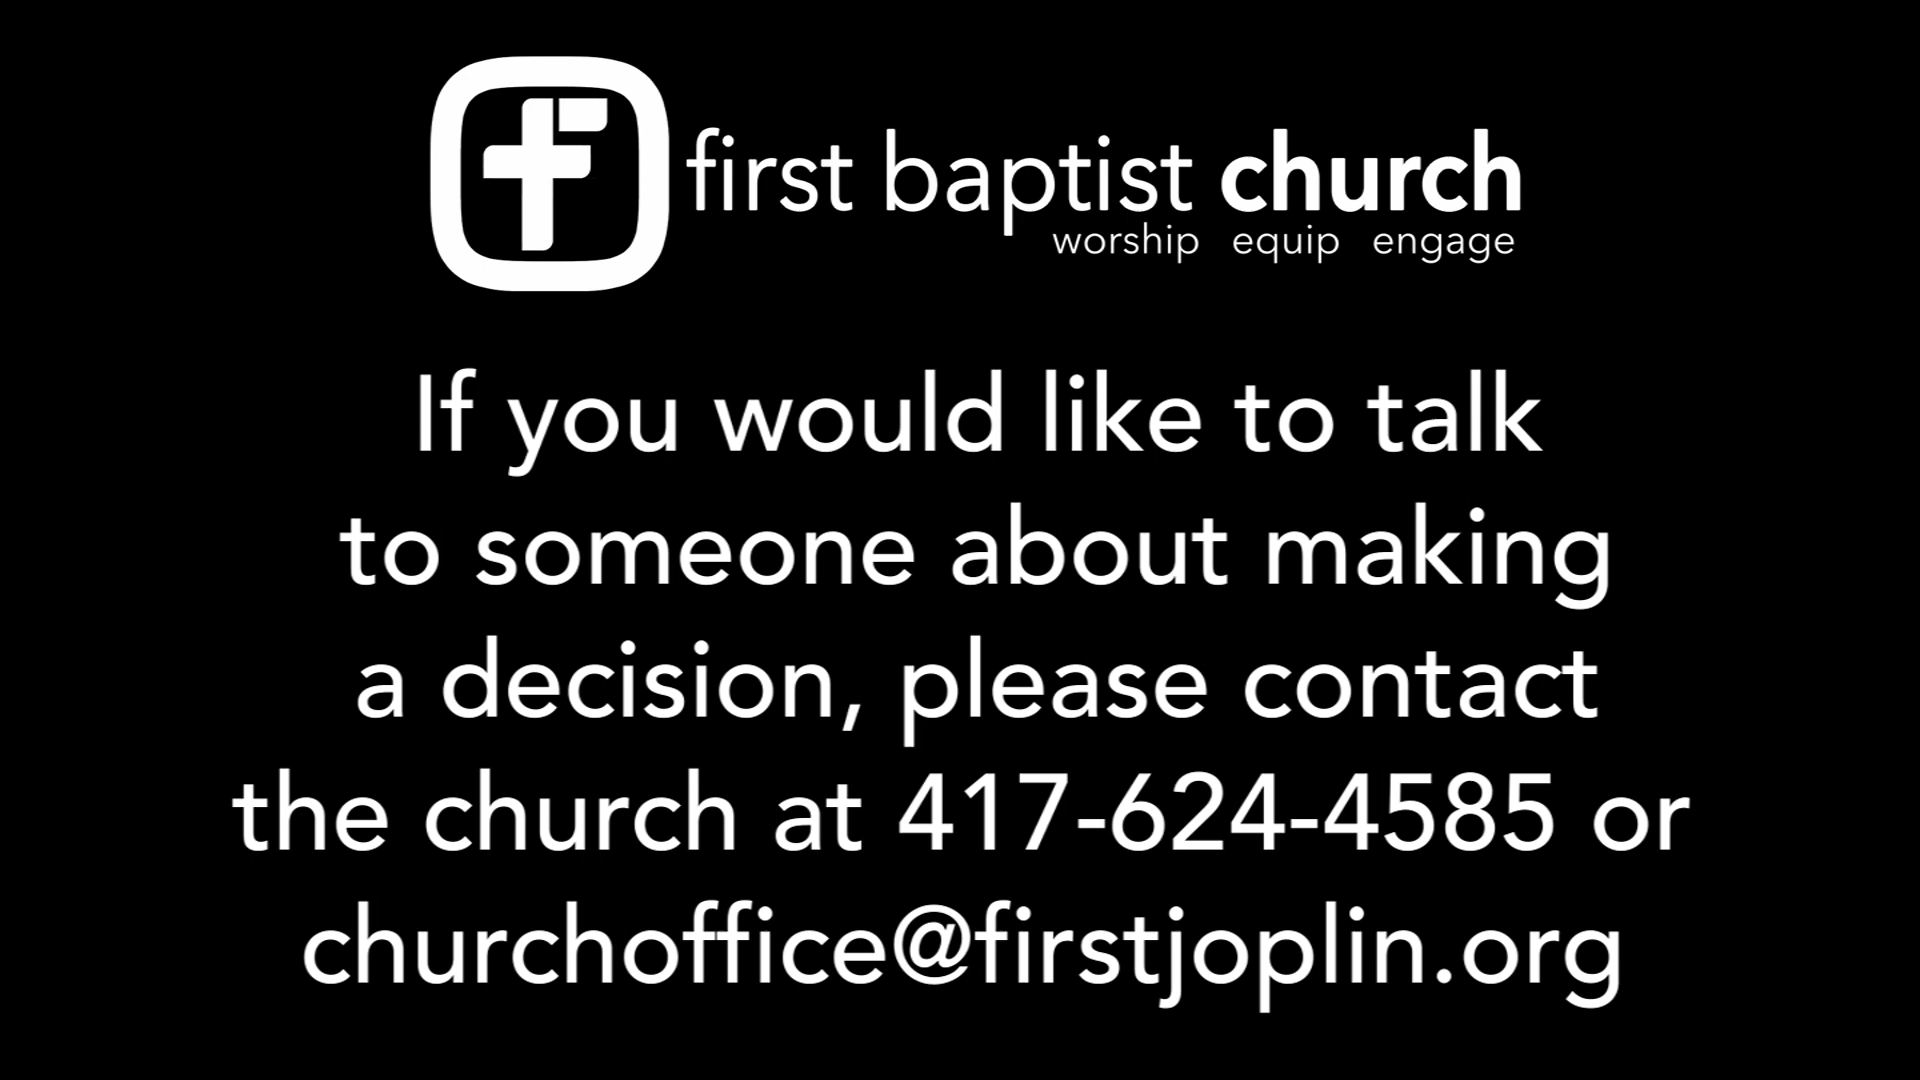 first baptist church
worship equip engage
If you would like to talk
to someone about making
a decision, please contact
the church at 417-624-4585 or
churchoffice@firstjoplin.org